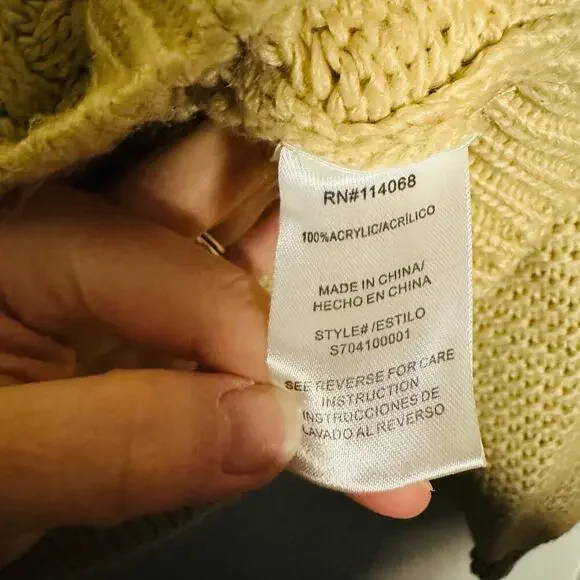 RN#114068
100%ACRYLIC/ACRÍLICO
MADE IN CHINA/
HECHO EN CHINA
STYLE# /ESTILO
S704100001
SEE REVERSE FOR CARE
INSTRUCTION
INSTRUCCIONES DE
LAVADO AL REVERSO